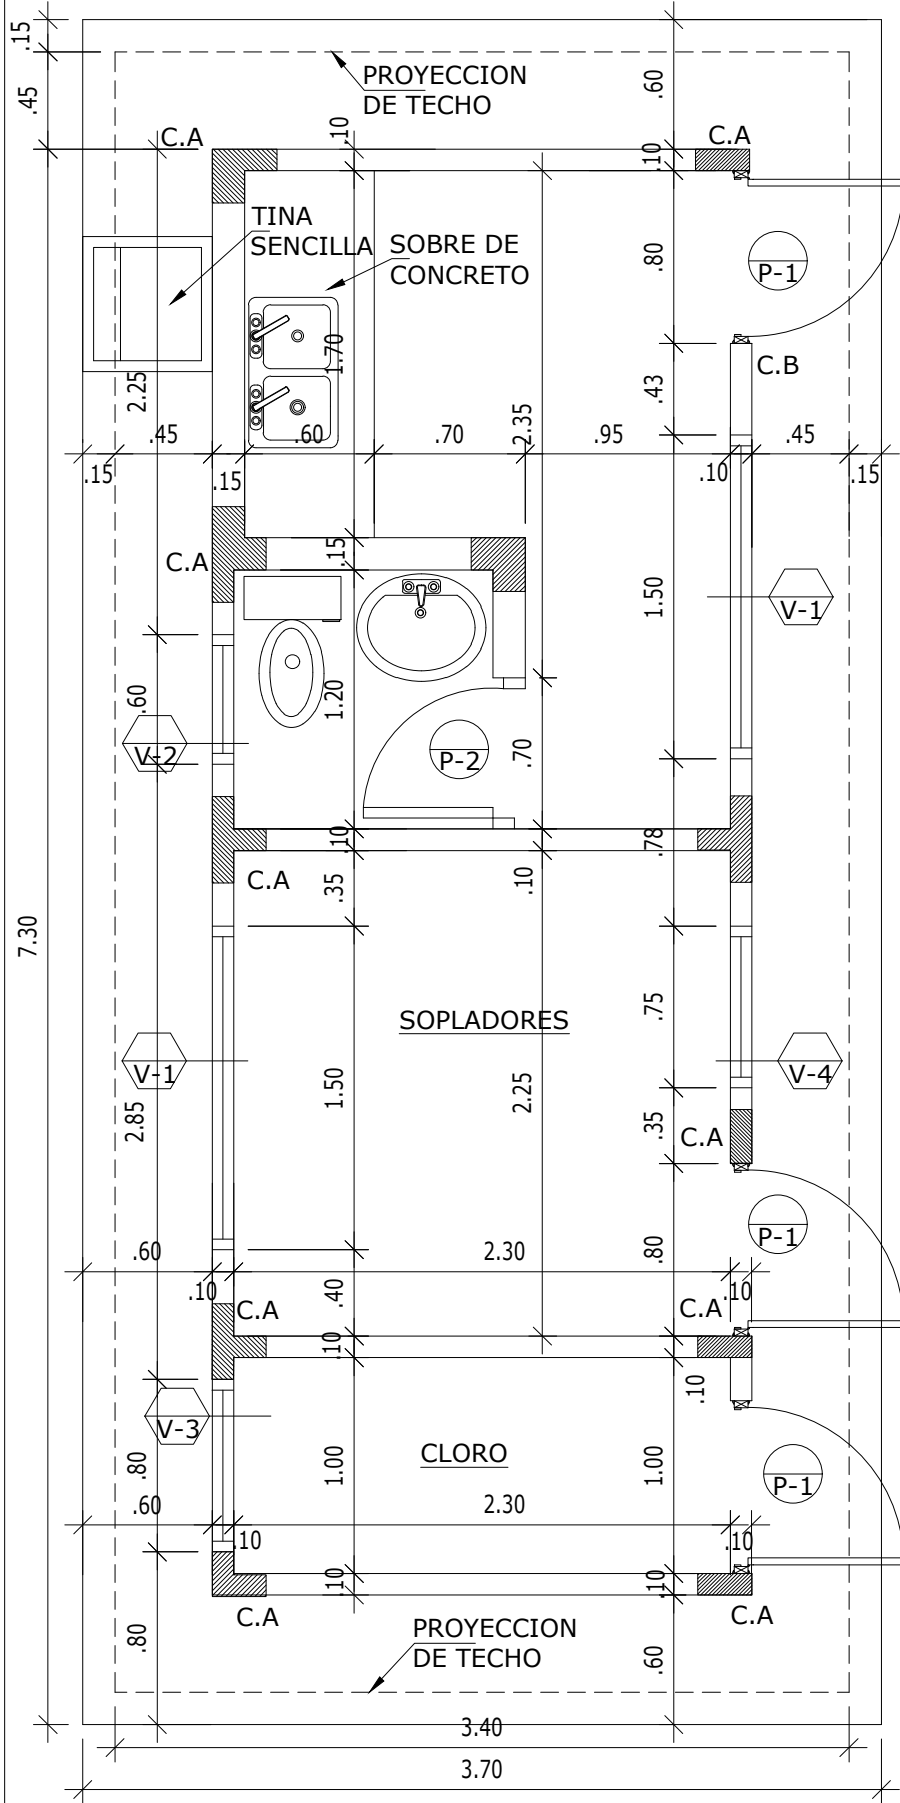 .15
.45
PROYECCION
DE TECHO
.60
.10
C.A
C.A
.10
TINA
SENCILLA
SOBRE DE
CONCRETO
.80
P-1
1.70
C.B
2.25
.43
2.35
.45
.60
.70
.95
.45
.15
.15
.10
.15
C.A
.15
1.50
V-1
.60
1.20
V-2
P-2
.70
.10
.78
C.A
.35
.10
7.30
SOPLADORES
.75
V-1
1.50
2.25
V-4
2.85
.35
C.A
P-1
.60
2.30
.80
.10
.40
.10
C.A
C.A
.10
.10
V-3
CLORO
.80
1.00
1.00
P-1
.60
2.30
.10
.10
.10
.10
C.A
C.A
.80
PROYECCION
DE TECHO
.60
3.40
3.70